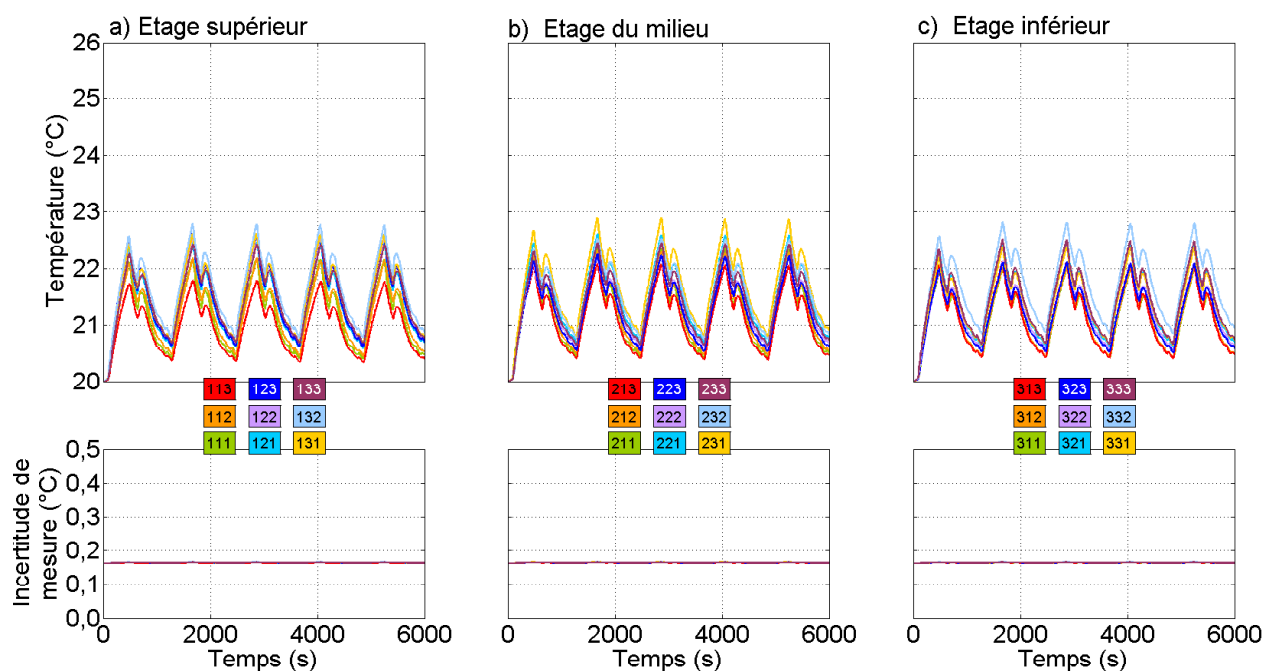 a) Etage supérieur
b) Etage du milieu
c) Etage inférieur
Température (°C)
26
25
24
23
22
21
20
113 123 133
112 122 132
111 121 131
213 223 233
212 222 232
211 221 231
313 323 333
312 322 332
311 321 331
Incertitude de
mesure (°C)
0,5
0,4
0,3
0,2
0,1
0,0
0 2000 4000 6000
0 2000 4000 6000
0 2000 4000 6000
Temps (s)
Temps (s)
Temps (s)